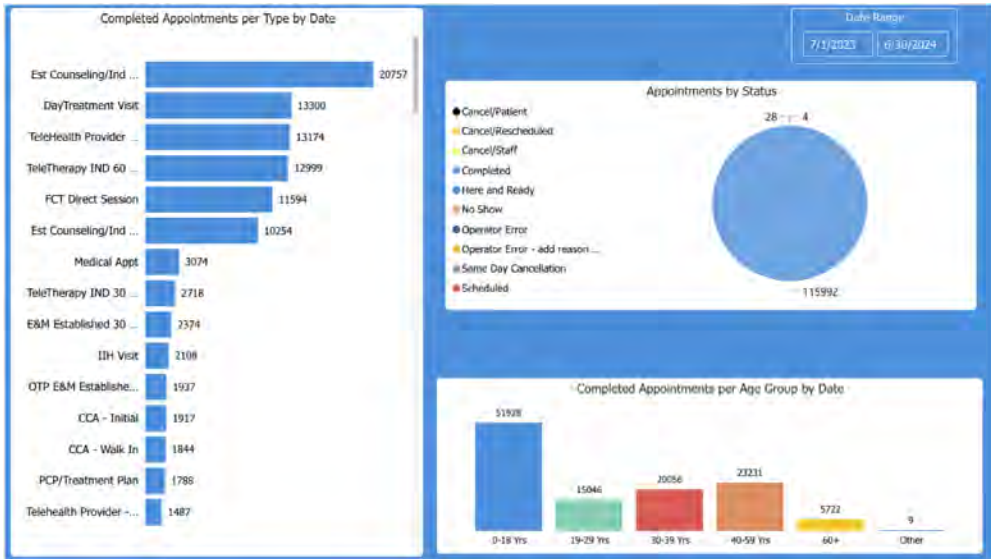 Completed Appointments per Type by Date
Est Counseling/Ind ...
20757
DayTreatment Visit
13300
TeleHealth Provider ...
13174
TeleTherapy IND 60 ...
12999
FCT Direct Session
11594
Est Counseling/Ind ...
10254
Medical Appt
3074
TeleTherapy IND 30 ...
2718
E&M Established 30 ...
2374
IIH Visit
2108
OTP E&M Establishe...
1937
CCA - Initial
1917
CCA - Walk In
1844
PCP/Treatment Plan
1788
Telehealth Provider -...
1487
Date Range
7/1/2023
6/30/2024
Appointments by Status
Cancel/Patient
Cancel/Rescheduled
Cancel/Staff
Completed
Here and Ready
No Show
Operator Error
Operator Error - add reason ...
Same Day Cancellation
Scheduled
28
4
115992
Completed Appointments per Age Group by Date
51928
15046
20056
23231
5722
9
0-18 Yrs
19-29 Yrs
30-39 Yrs
40-59 Yrs
60+
Other